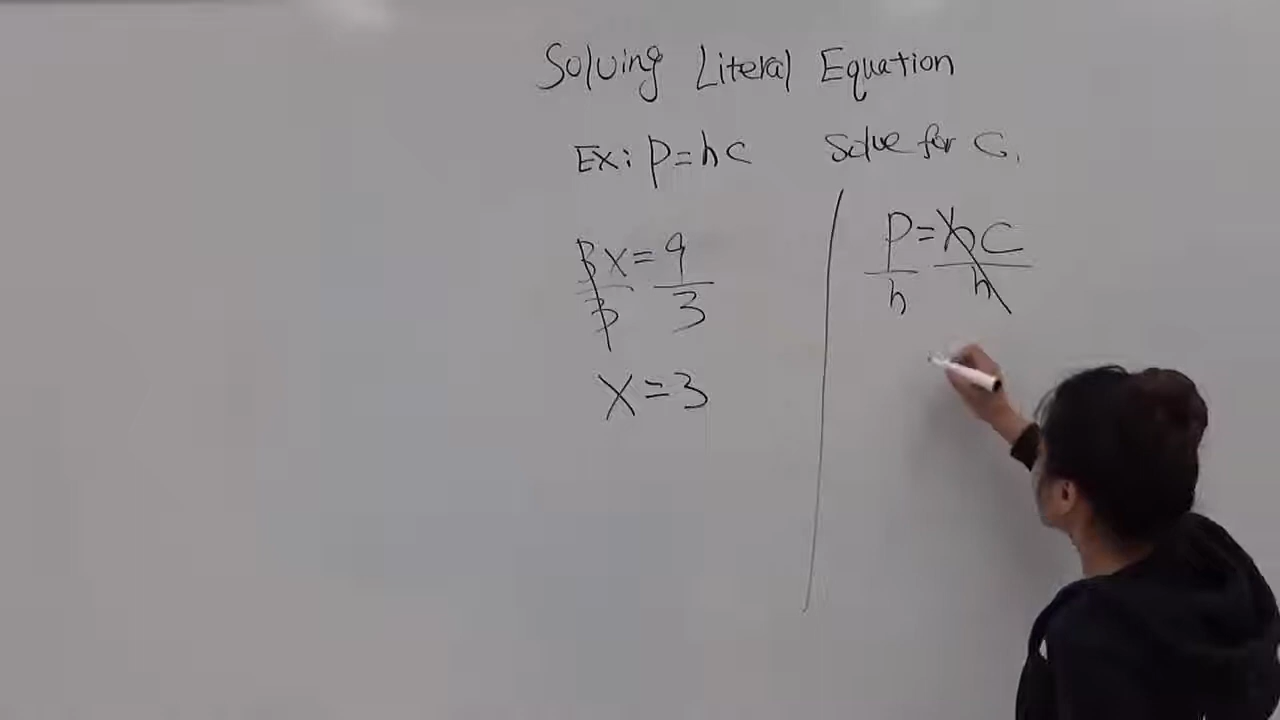 Solving Literal Equation
Ex: p=hc solve for c.
3x=9
3 3
x=3
p=hc
h h